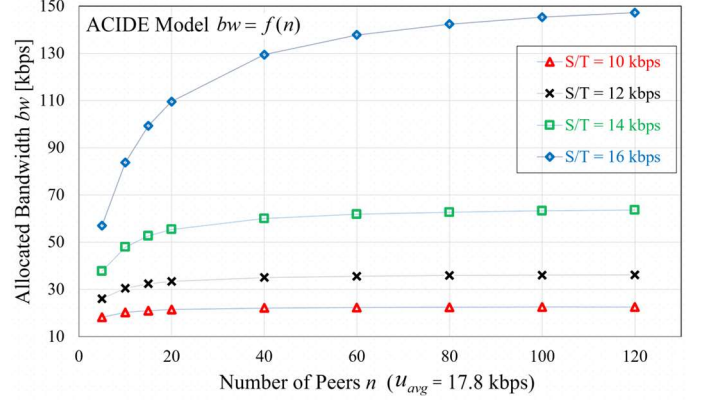 ACIDE Model bw = f(n)
Allocated Bandwidth bw [kbps]
150
130
110
90
70
50
30
10
S/T = 10 kbps
S/T = 12 kbps
S/T = 14 kbps
S/T = 16 kbps
0 20 40 60 80 100 120
Number of Peers n (uavg = 17.8 kbps)